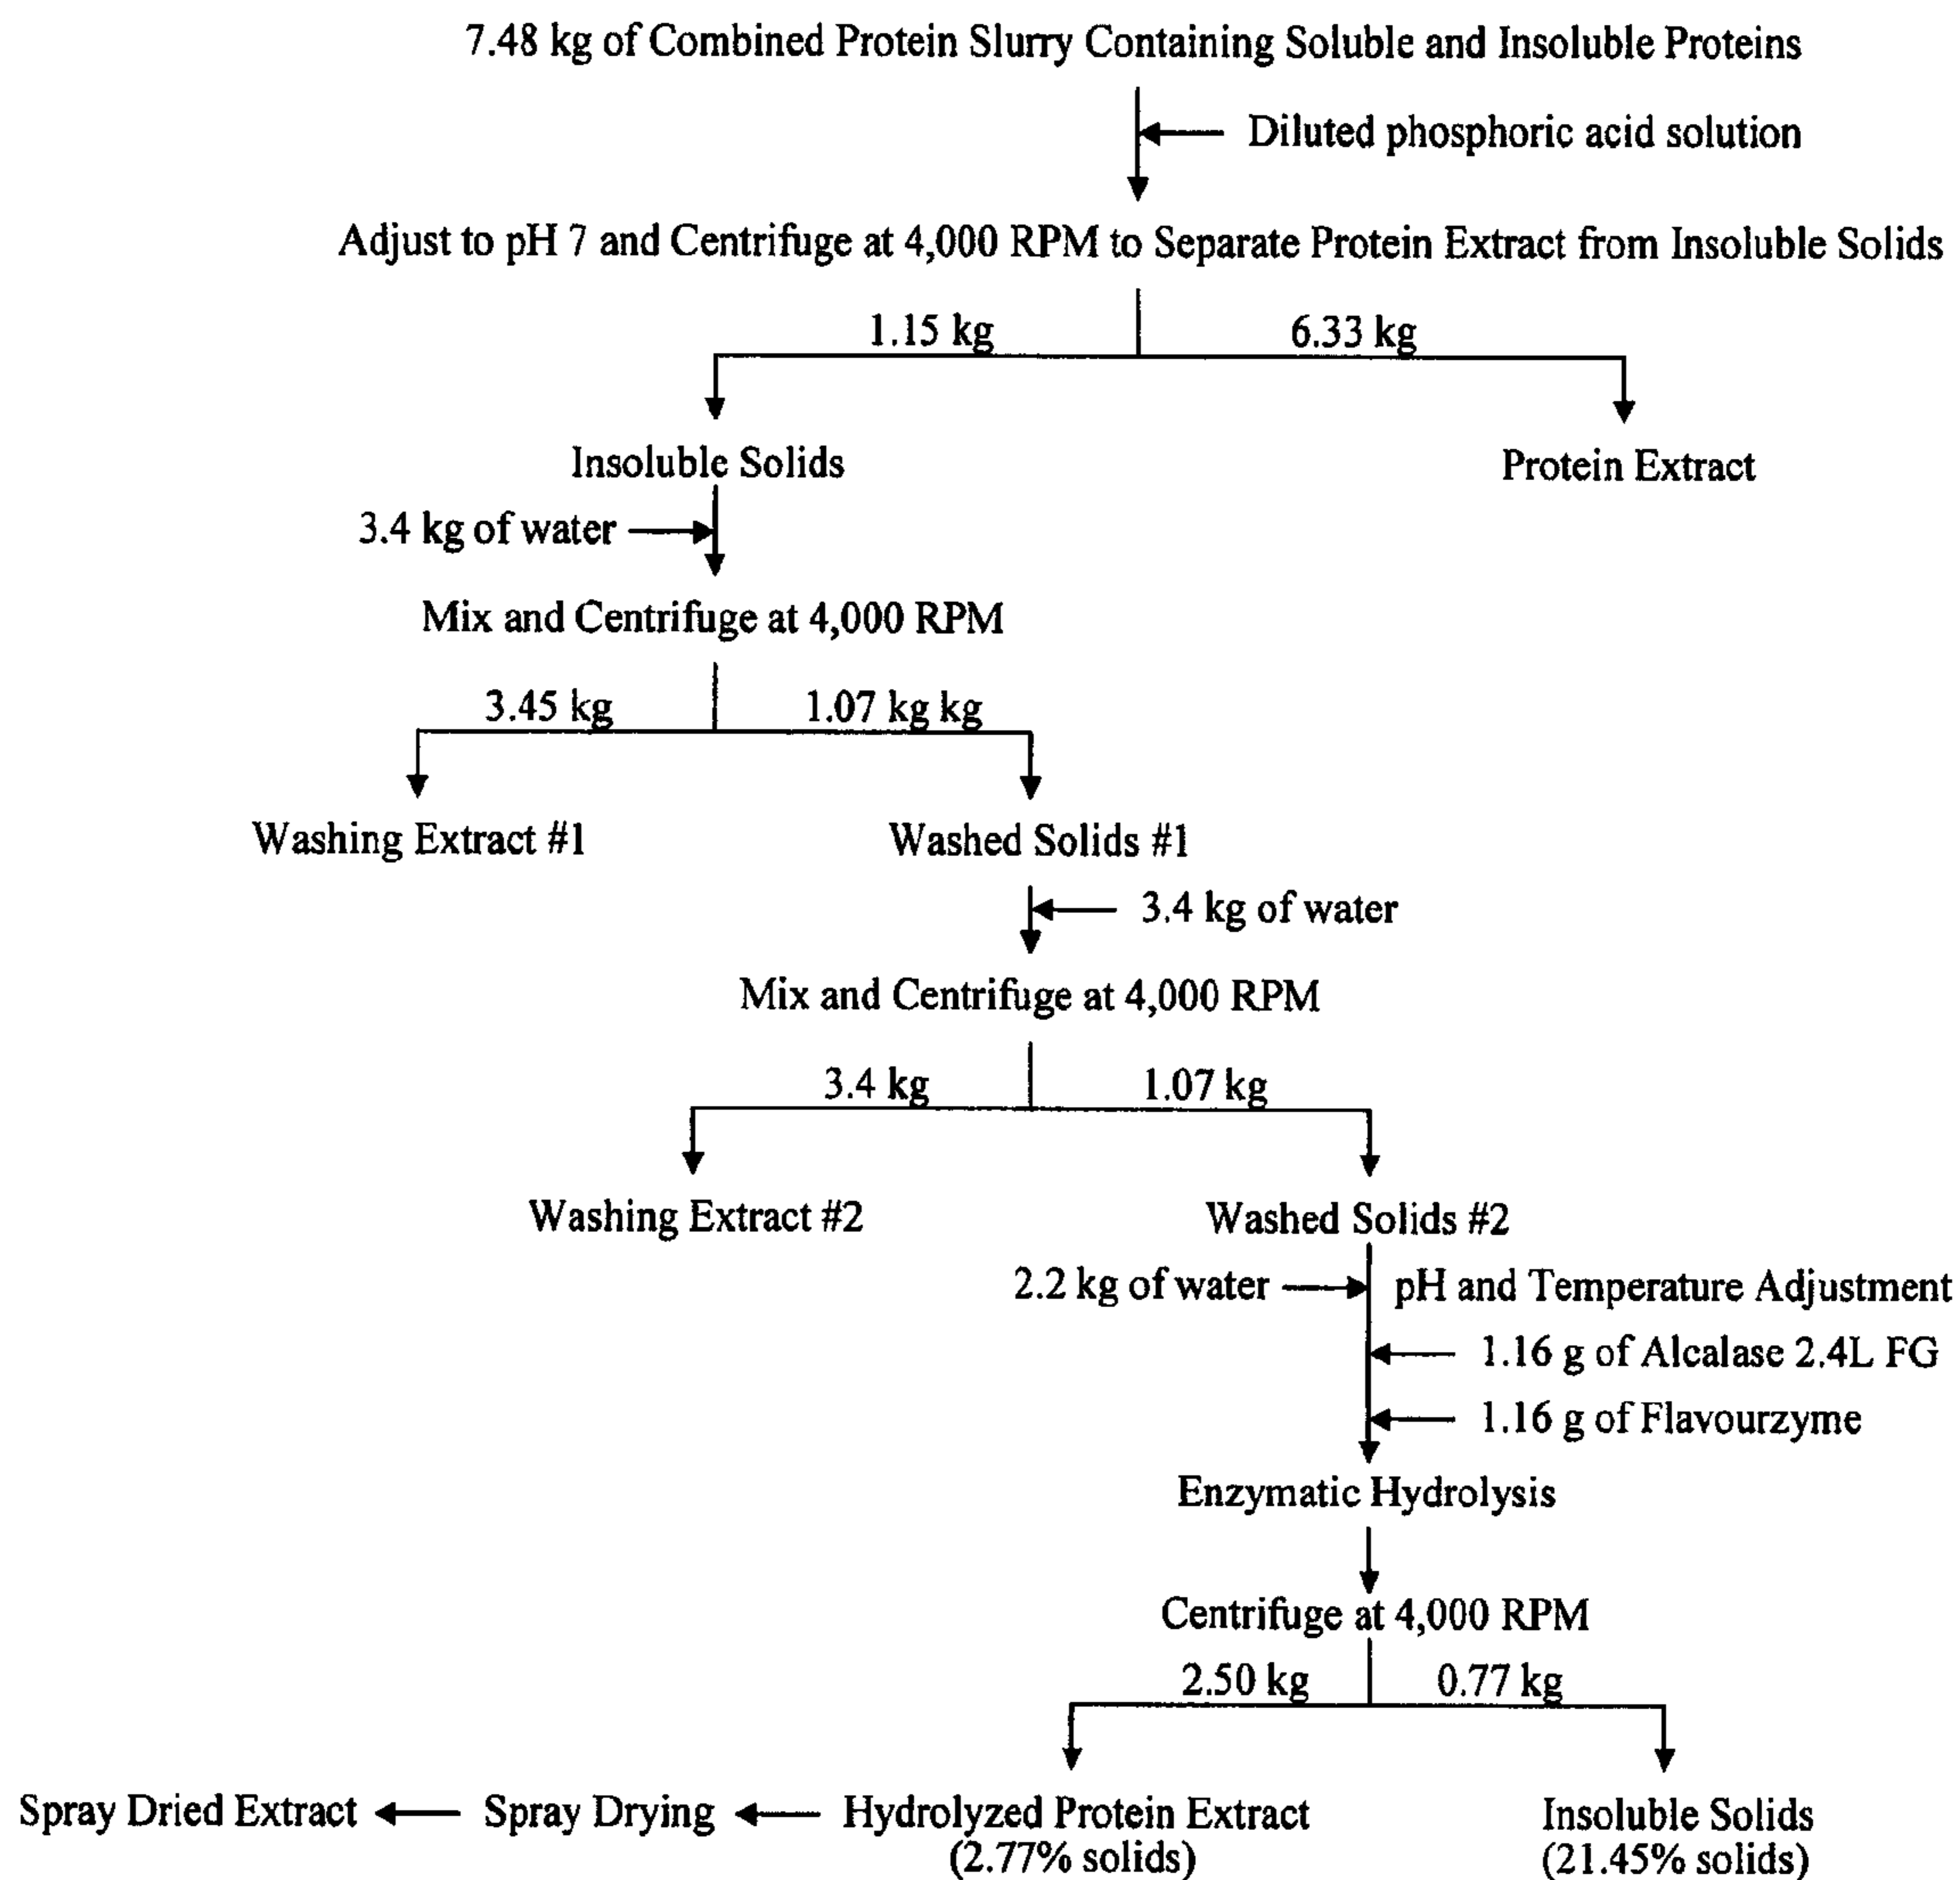 7.48 kg of Combined Protein Slurry Containing Soluble and Insoluble Proteins
Diluted phosphoric acid solution
Adjust to pH 7 and Centrifuge at 4,000 RPM to Separate Protein Extract from Insoluble Solids
1.15 kg
6.33 kg
Insoluble Solids
Protein Extract
3.4 kg of water
Mix and Centrifuge at 4,000 RPM
3.45 kg
1.07 kg kg
Washing Extract #1
Washed Solids #1
3.4 kg of water
Mix and Centrifuge at 4,000 RPM
3.4 kg
1.07 kg
Washing Extract #2
Washed Solids #2
2.2 kg of water
pH and Temperature Adjustment
1.16 g of Alcalase 2.4L FG
1.16 g of Flavourzyme
Enzymatic Hydrolysis
Centrifuge at 4,000 RPM
2.50 kg
0.77 kg
Spray Dried Extract
Spray Drying
Hydrolyzed Protein Extract
(2.77% solids)
Insoluble Solids
(21.45% solids)